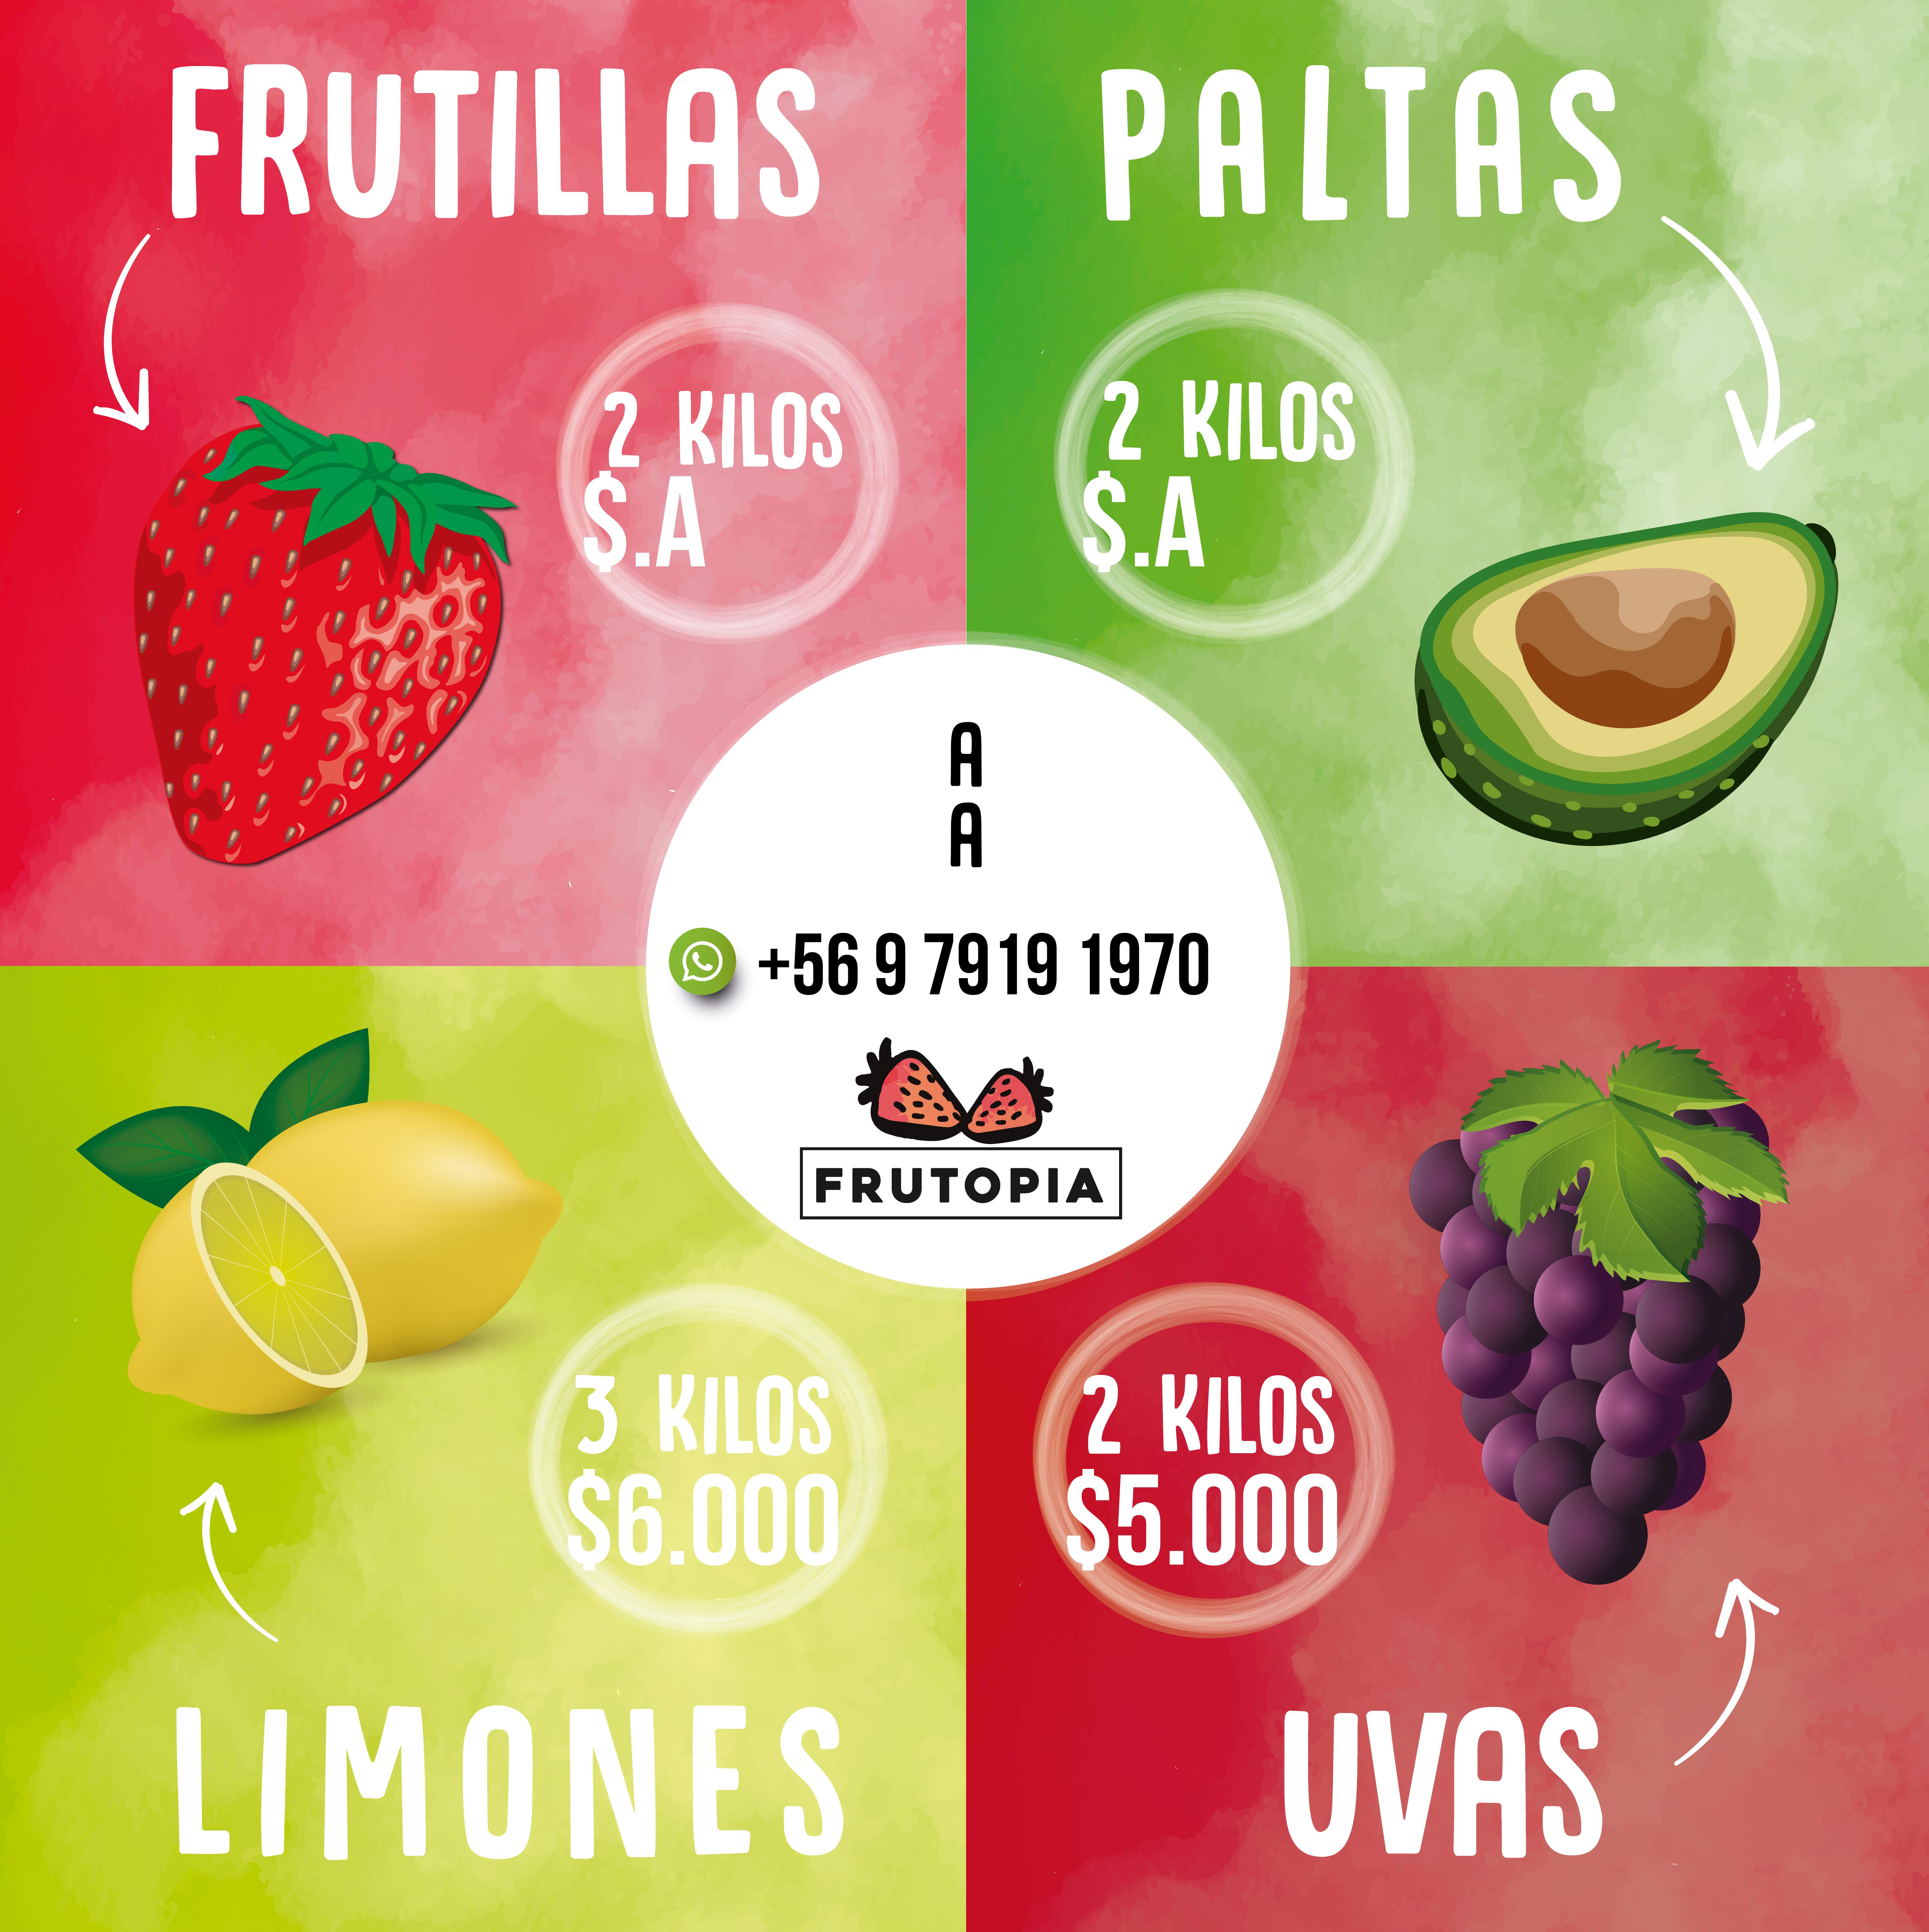 FRUTILLAS
2 KILOS
$.A
PALTAS
2 KILOS
$.A
A
A
+56 9 7919 1970
FRUTOPIA
3 KILOS
$6.000
LIMONES
2 KILOS
$5.000
UVAS